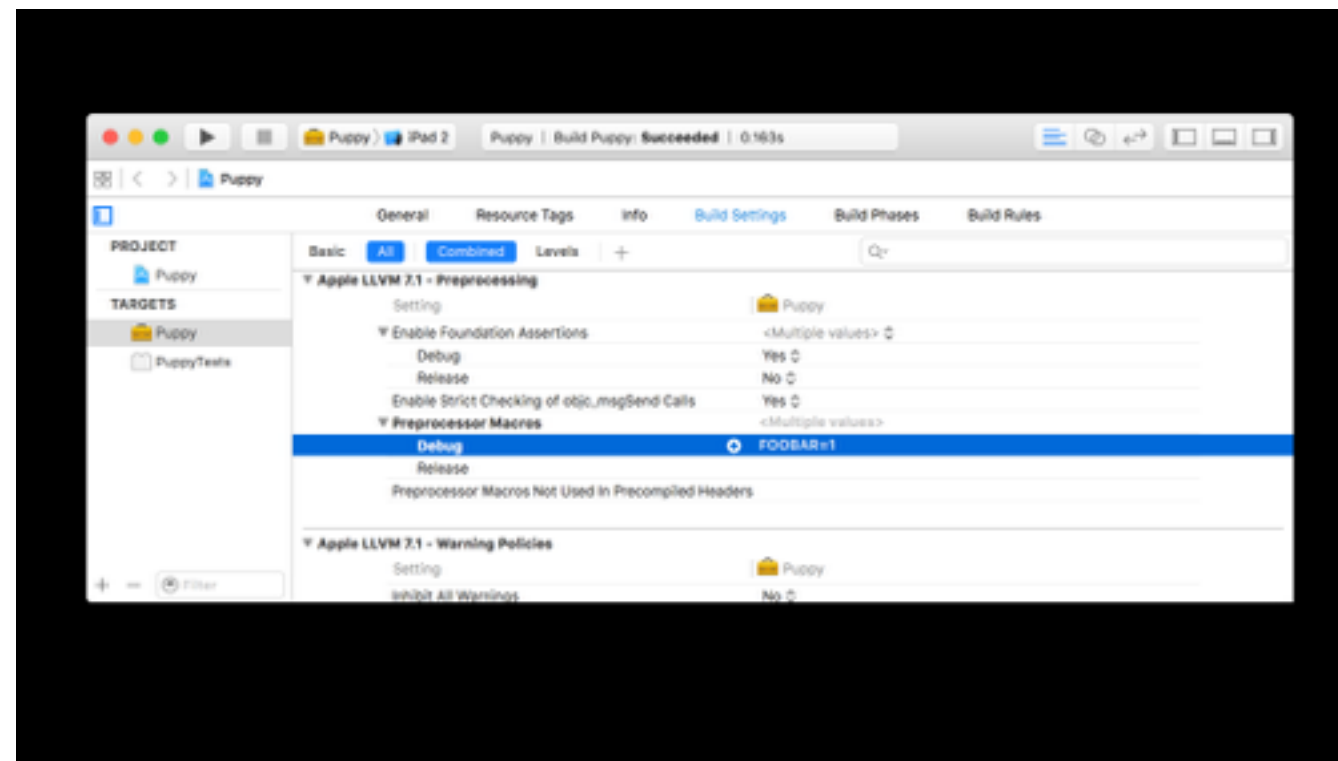 Puppy 〉 iPad 2 Puppy | Build Puppy: Succeeded | 0.163s
Puppy
General Resource Tags Info Build Settings Build Phases Build Rules
PROJECT
Puppy
TARGETS
Puppy
PuppyTests
Filter
Basic All Combined Levels
Apple LLVM 7.1 - Preprocessing
Setting Puppy
Enable Foundation Assertions <Multiple values>
Debug Yes
Release No
Enable Strict Checking of objc_msgSend Calls Yes
Preprocessor Macros <Multiple values>
Debug FOOBAR=1
Release
Preprocessor Macros Not Used In Precompiled Headers
Apple LLVM 7.1 - Warning Policies
Setting Puppy
Inhibit All Warnings No